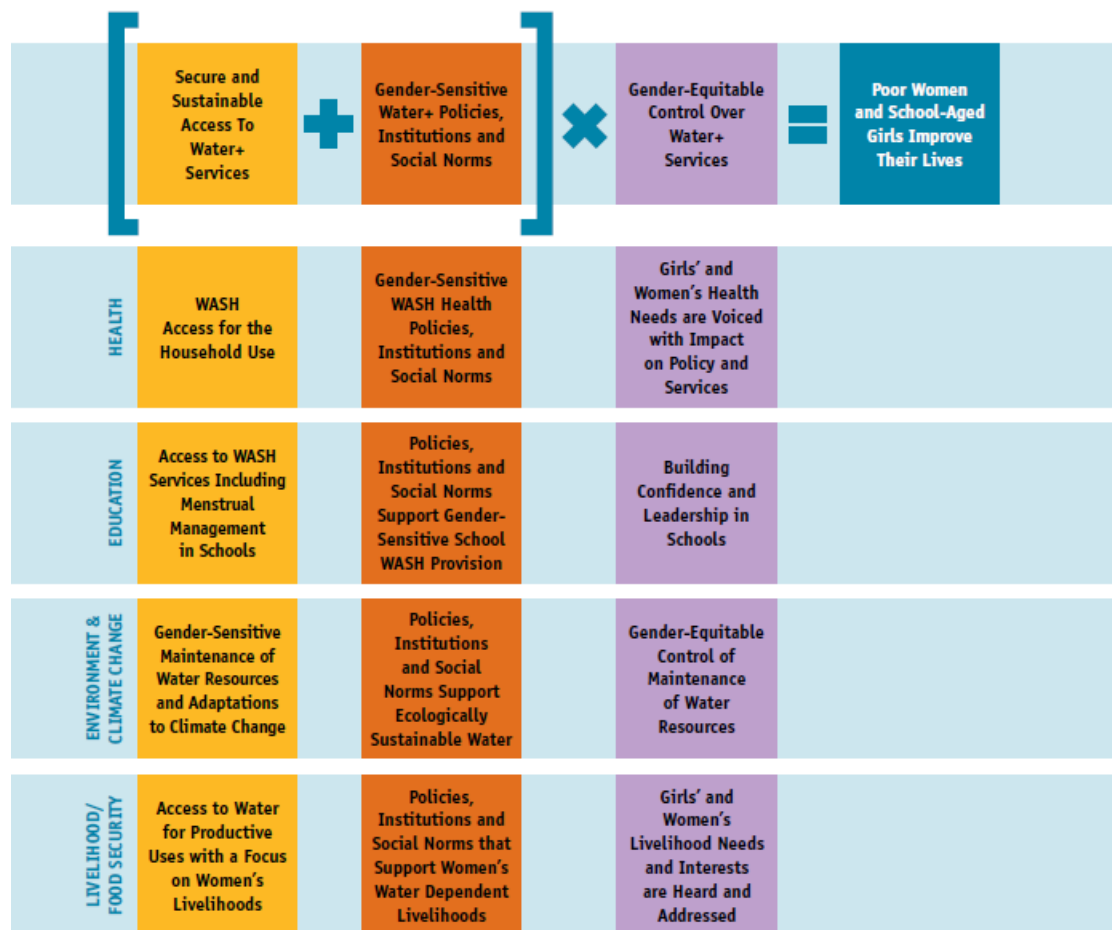 Secure and
Sustainable
Access To
Water+
Services
Gender-Sensitive
Water+ Policies,
Institutions and
Social Norms
Gender-Equitable
Control Over
Water+
Services
Poor Women
and School-Aged
Girls Improve
Their Lives
HEALTH
WASH
Access for the
Household Use
Gender-Sensitive
WASH Health
Policies,
Institutions and
Social Norms
Girls' and
Women's Health
Needs are Voiced
with Impact
on Policy and
Services
EDUCATION
Access to WASH
Services Including
Menstrual
Management
in Schools
Policies,
Institutions and
Social Norms
Support Gender-
Sensitive School
WASH Provision
Building
Confidence and
Leadership in
Schools
ENVIRONMENT &
CLIMATE CHANGE
Gender-Sensitive
Maintenance of
Water Resources
and Adaptations
to Climate Change
Policies,
Institutions
and Social
Norms Support
Ecologically
Sustainable Water
Gender-Equitable
Control of
Maintenance
of Water
Resources
LIVELIHOOD/
FOOD SECURITY
Access to Water
for Productive
Uses with a Focus
on Women's
Livelihoods
Policies,
Institutions and
Social Norms that
Support Women's
Water Dependent
Livelihoods
Girls' and
Women's
Livelihood Needs
and Interests
are Heard and
Addressed